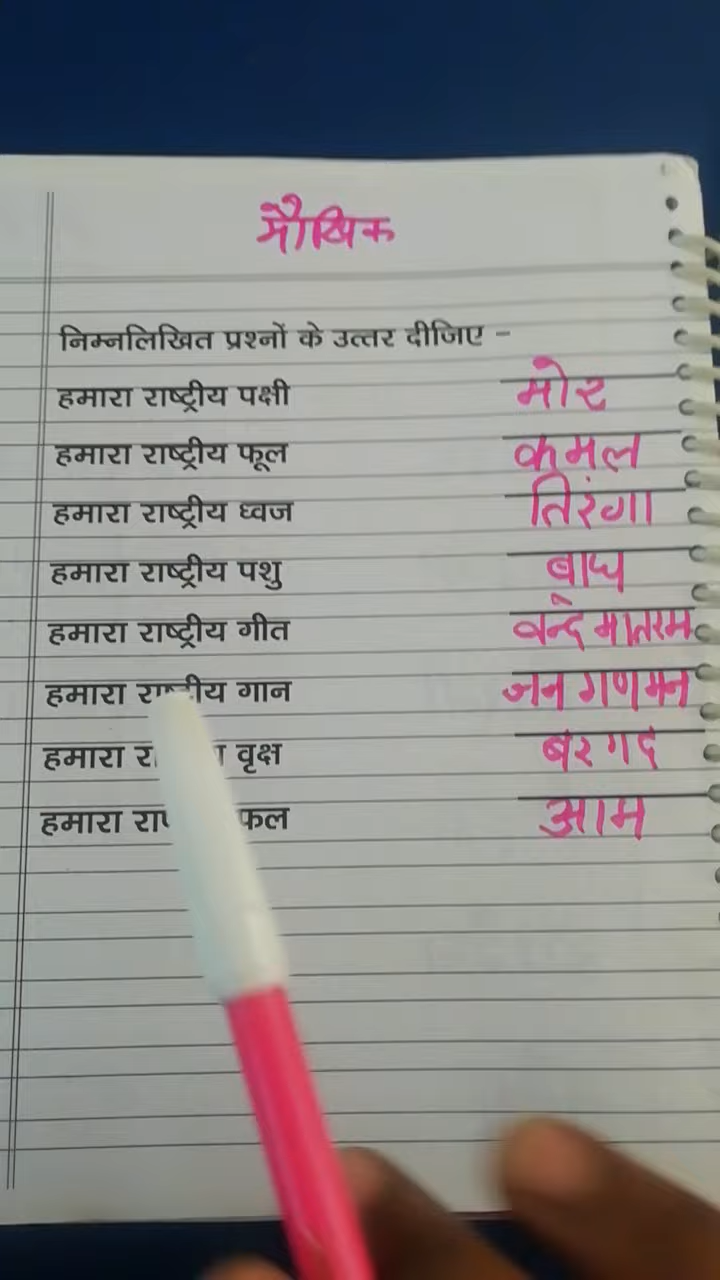 मौखिक
निम्नलिखित प्रश्नों के उत्तर दीजिए -
हमारा राष्ट्रीय पक्षी मोर
हमारा राष्ट्रीय फूल कमल
हमारा राष्ट्रीय ध्वज तिरंगा
हमारा राष्ट्रीय पशु बाघ
हमारा राष्ट्रीय गीत वन्दे मातरम
हमारा राष्ट्रीय गान जन गण मन
हमारा वृक्ष बरगद
हमारा फल आम